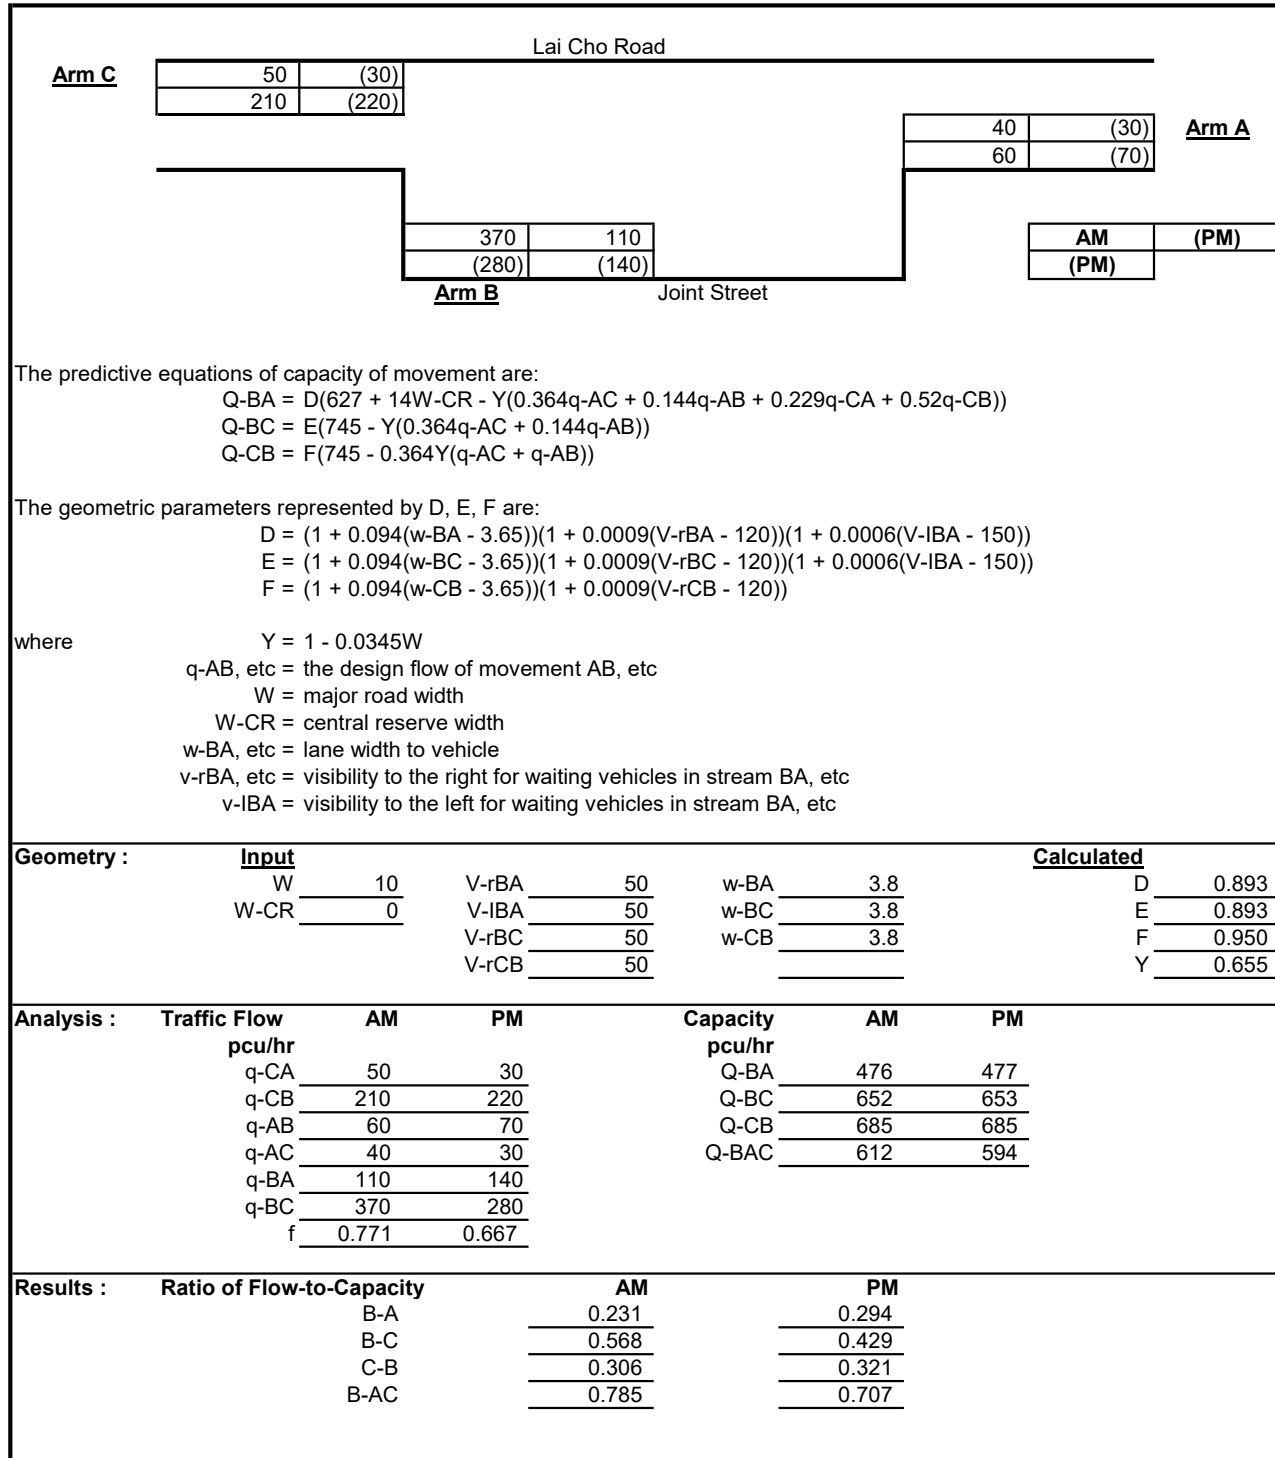 Lai Cho Road
Arm C 50 (30)
210 (220)
40 (30) Arm A
60 (70)
370 110 AM (PM)
(280) (140) (PM)
Arm B Joint Street
The predictive equations of capacity of movement are:
Q-BA = D(627 + 14W-CR - Y(0.364q-AC + 0.144q-AB + 0.229q-CA + 0.52q-CB))
Q-BC = E(745 - Y(0.364q-AC + 0.144q-AB))
Q-CB = F(745 - 0.364Y(q-AC + q-AB))
The geometric parameters represented by D, E, F are:
D = (1 + 0.094(w-BA - 3.65))(1 + 0.0009(V-rBA - 120))(1 + 0.0006(V-lBA - 150))
E = (1 + 0.094(w-BC - 3.65))(1 + 0.0009(V-rBC - 120))(1 + 0.0006(V-lBA - 150))
F = (1 + 0.094(w-CB - 3.65))(1 + 0.0009(V-rCB - 120))
where Y = 1 - 0.0345W
q-AB, etc = the design flow of movement AB, etc
W = major road width
W-CR = central reserve width
w-BA, etc = lane width to vehicle
v-rBA, etc = visibility to the right for waiting vehicles in stream BA, etc
v-lBA = visibility to the left for waiting vehicles in stream BA, etc
Geometry : Input Calculated
W 10 V-rBA 50 w-BA 3.8 D 0.893
W-CR 0 V-lBA 50 w-BC 3.8 E 0.893
V-rBC 50 w-CB 3.8 F 0.950
V-rCB 50 Y 0.655
Analysis : Traffic Flow AM PM Capacity AM PM
pcu/hr pcu/hr
q-CA 50 30 Q-BA 476 477
q-CB 210 220 Q-BC 652 653
q-AB 60 70 Q-CB 685 685
q-AC 40 30 Q-BAC 612 594
q-BA 110 140
q-BC 370 280
f 0.771 0.667
Results : Ratio of Flow-to-Capacity AM PM
B-A 0.231 0.294
B-C 0.568 0.429
C-B 0.306 0.321
B-AC 0.785 0.707